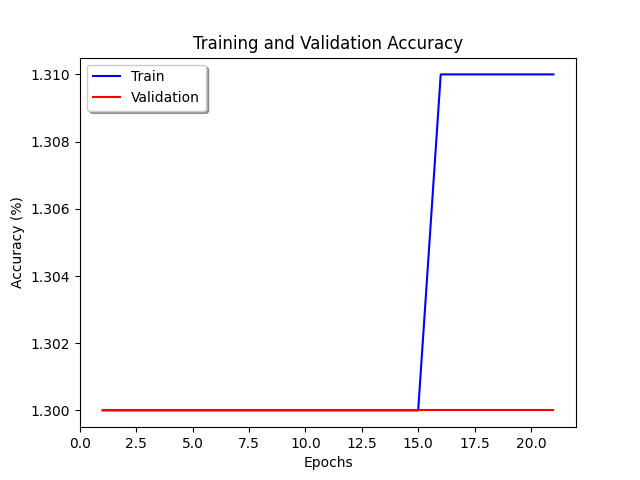 Training and Validation Accuracy
Train
Validation
1.310
1.308
1.306
1.304
1.302
1.300
Accuracy (%)
0.0 2.5 5.0 7.5 10.0 12.5 15.0 17.5 20.0
Epochs